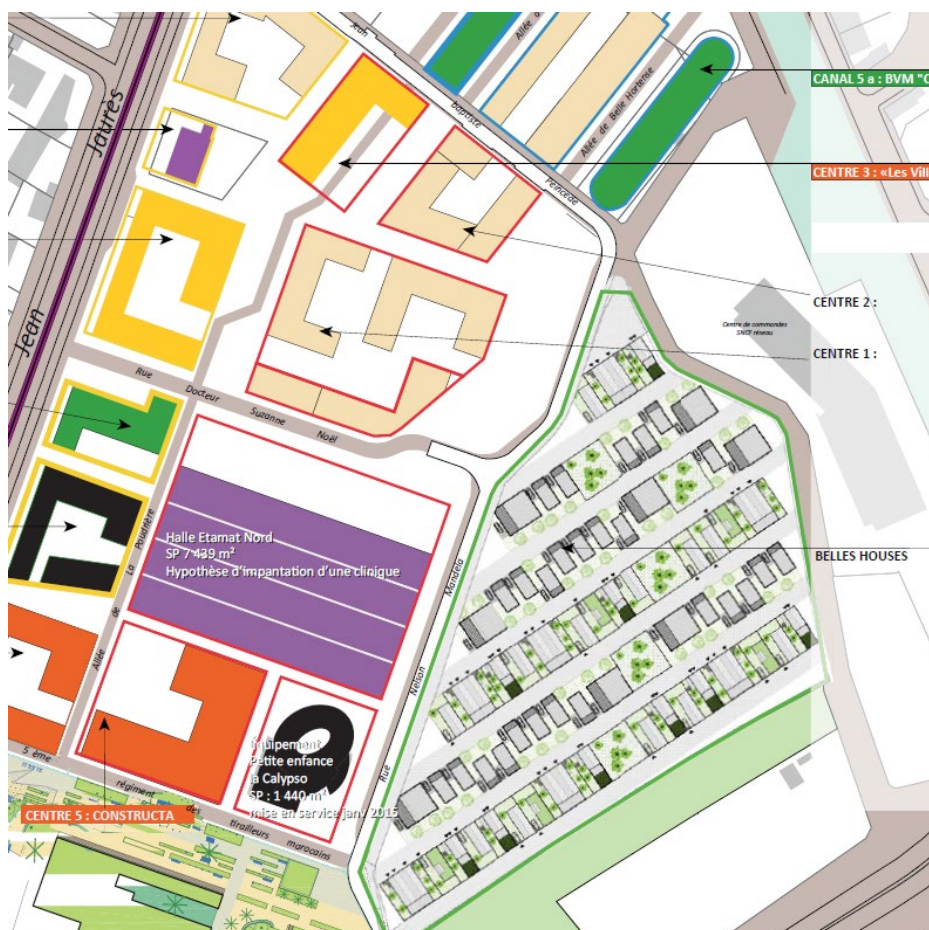 Jean
Jaurès
Jean
baptiste
Peincede
Allée de Belle Hortense
CANAL 5 a : BVM "C
CENTRE 3 : «Les Vill
CENTRE 2 :
CENTRE 1 :
Centre de commandes
SNCF réseau
Rue Docteur Suzanne Noël
Halle Etamat Nord
SP 7 439 m²
Hypothèse d'impantation d'une clinique
BELLES HOUSES
Allée de La Poudrière
Rue Nelson Mandela
Équipement
Petite enfance
la Calypso
SP : 1 440 m²
mise en service janv 2015
5 ème régiment des tirailleurs marocains
CENTRE 5 : CONSTRUCTA